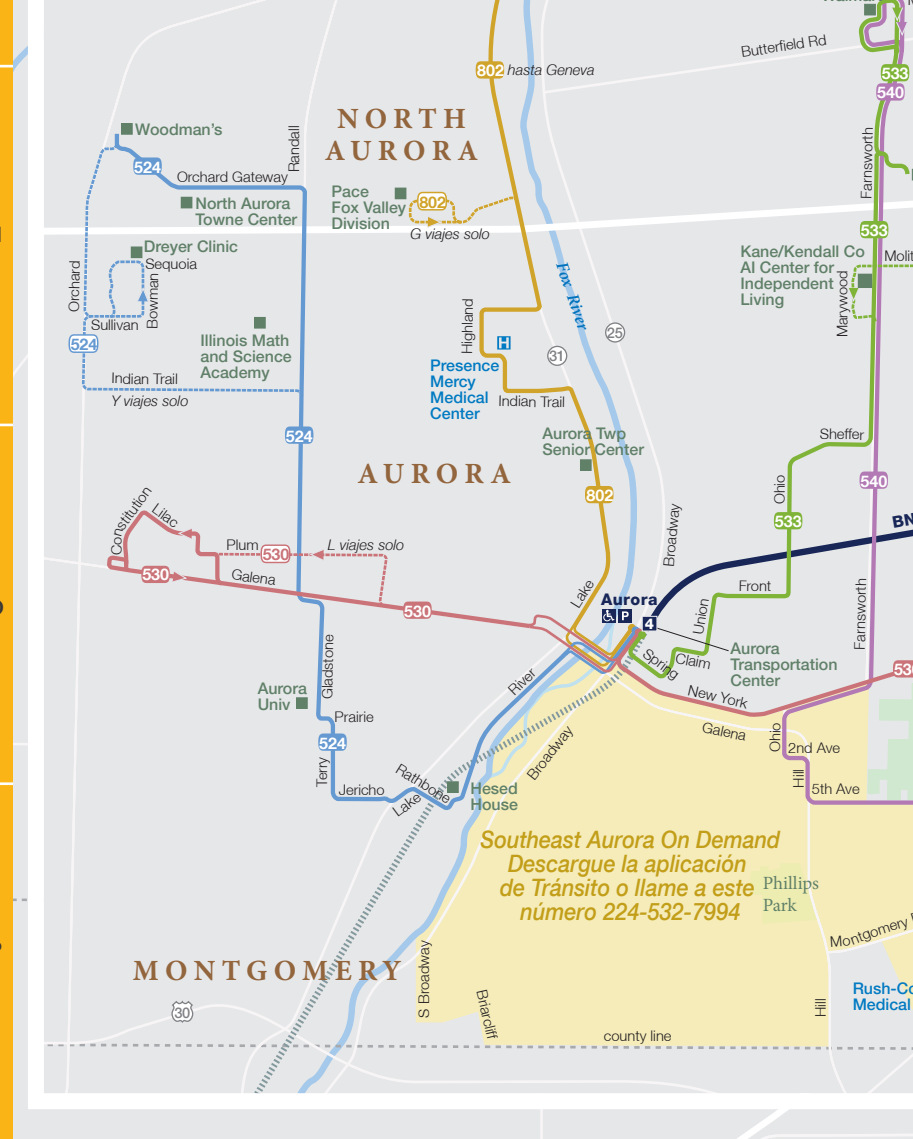 Butterfield Rd
802 hasta Geneva
533
540
NORTH
AURORA
Woodman's
524
Orchard Gateway
Randall
Farnsworth
Pace
Fox Valley
Division
802
G viajes solo
North Aurora
Towne Center
533
Dreyer Clinic
Sequoia
Bowman
Orchard
Sullivan
524
Kane/Kendall Co
AI Center for
Independent
Living
Marywood
Fox River
Highland
25
31
Illinois Math
and Science
Academy
Presence
Mercy
Medical
Center
H
Indian Trail
Indian Trail
Y viajes solo
524
Aurora Twp
Senior Center
Sheffer
AURORA
802
Ohio
540
533
Constitution
Lilac
Plum
530
L viajes solo
Broadway
530
Galena
530
Lake
Aurora
P
4
Front
Union
Farnsworth
Gladstone
Spring
Claim
Aurora
Transportation
Center
New York
Galena
Aurora
Univ
River
Prairie
524
Terry
Ohio
2nd Ave
Hill
5th Ave
Broadway
Jericho
Rathbone
Lake
Hesed
House
Southeast Aurora On Demand
Descargue la aplicación
de Tránsito o llame a este
número 224-532-7994
Phillips
Park
MONTGOMERY
30
S Broadway
Briarcliff
Hill
county line